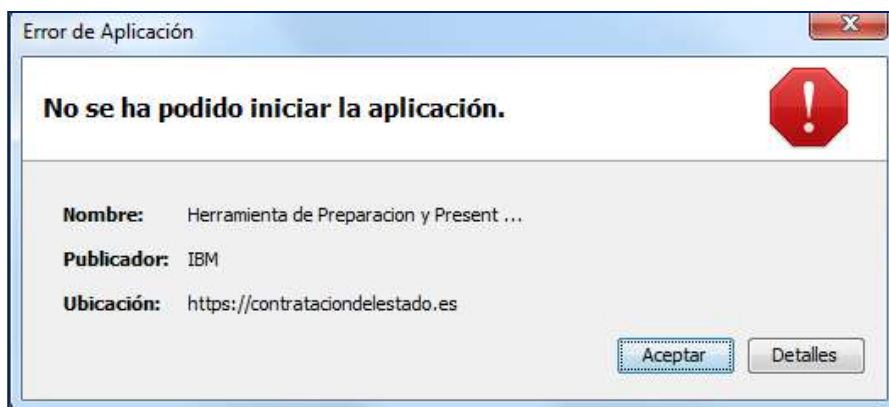 Error de Aplicación
No se ha podido iniciar la aplicación.
Nombre: Herramienta de Preparacion y Present ...
Publicador: IBM
Ubicación: https://contrataciondelestado.es
Aceptar Detalles